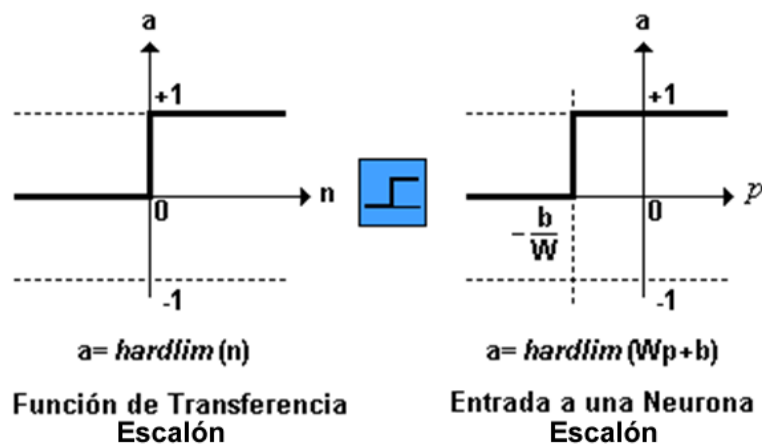 a
+1
n
0
-1
a= hardlim(n)
Función de Transferencia
Escalón
a
+1
p
0
-b/W
-1
a= hardlim(Wp+b)
Entrada a una Neurona
Escalón